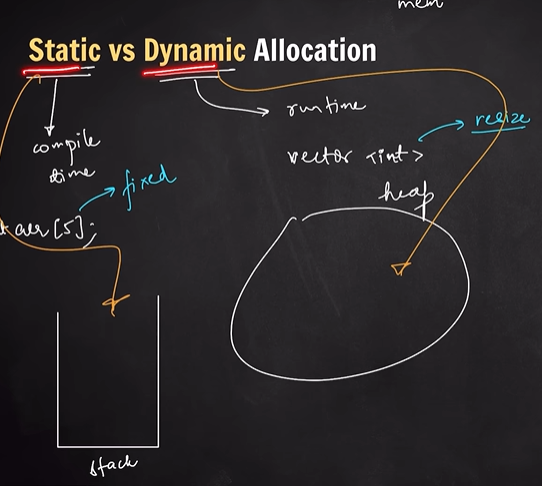 mem
Static vs Dynamic Allocation
runtime
compile
time
vector <int>
resize
fixed
heap
arr[5];
stack